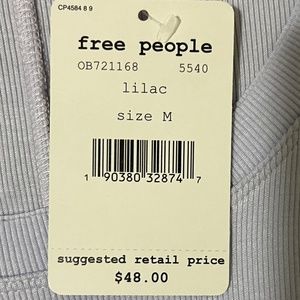 CP4584 8 9
free people
OB721168 5540
lilac
size M
1 90380 32874 7
suggested retail price
$48.00